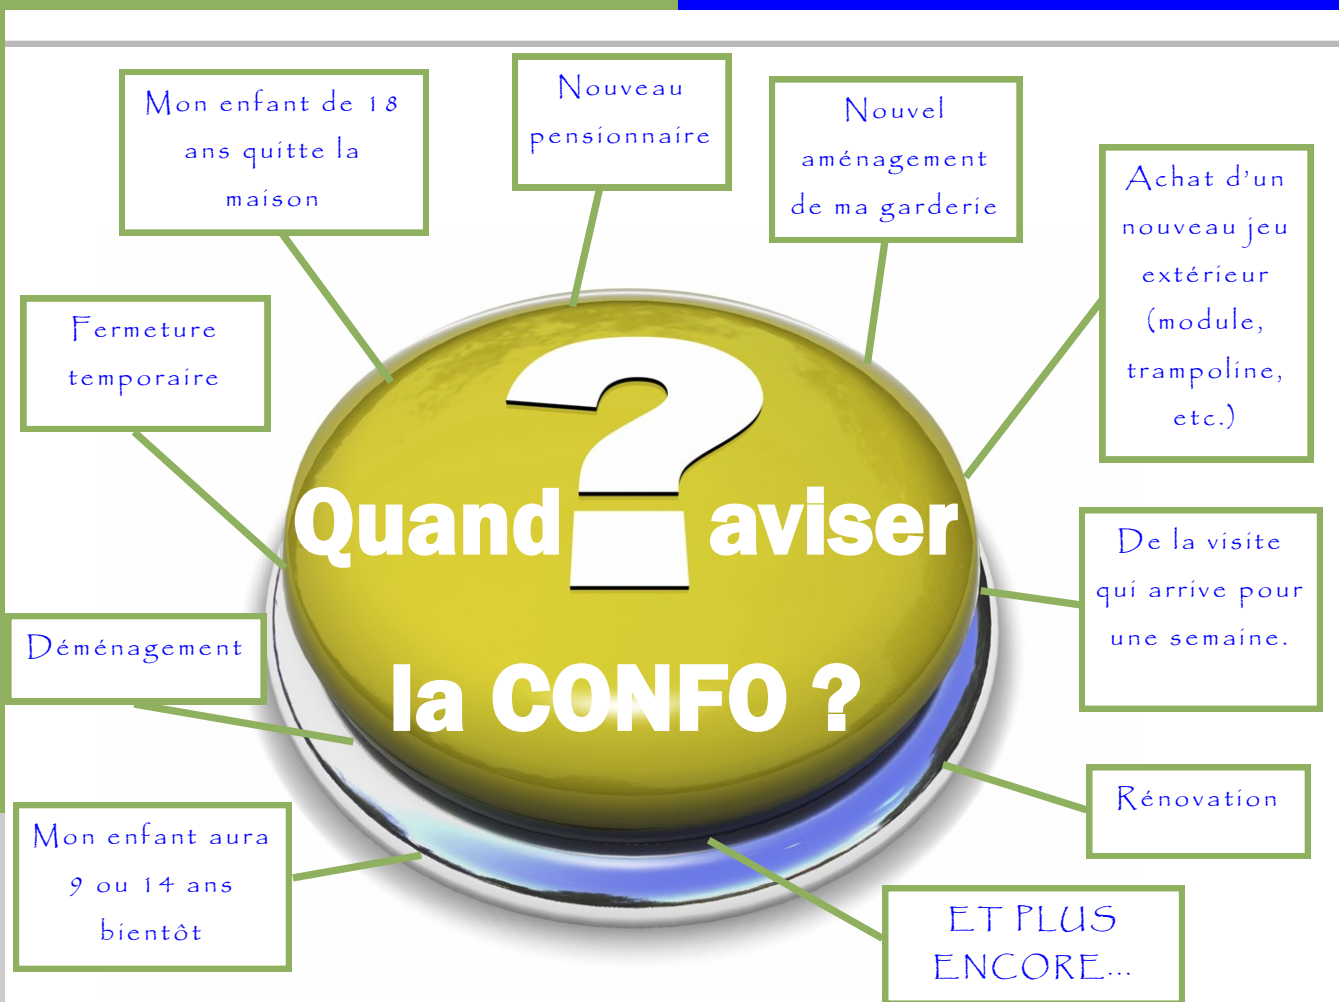 Mon enfant de 18
ans quitte la
maison
Nouveau
pensionnaire
Nouvel
aménagement
de ma garderie
Achat d’un
nouveau jeu
extérieur
(module,
trampoline,
etc.)
Fermeture
temporaire
?
Quand aviser
la CONFO ?
De la visite
qui arrive pour
une semaine.
Déménagement
Rénovation
Mon enfant aura
9 ou 14 ans
bientôt
ET PLUS
ENCORE...